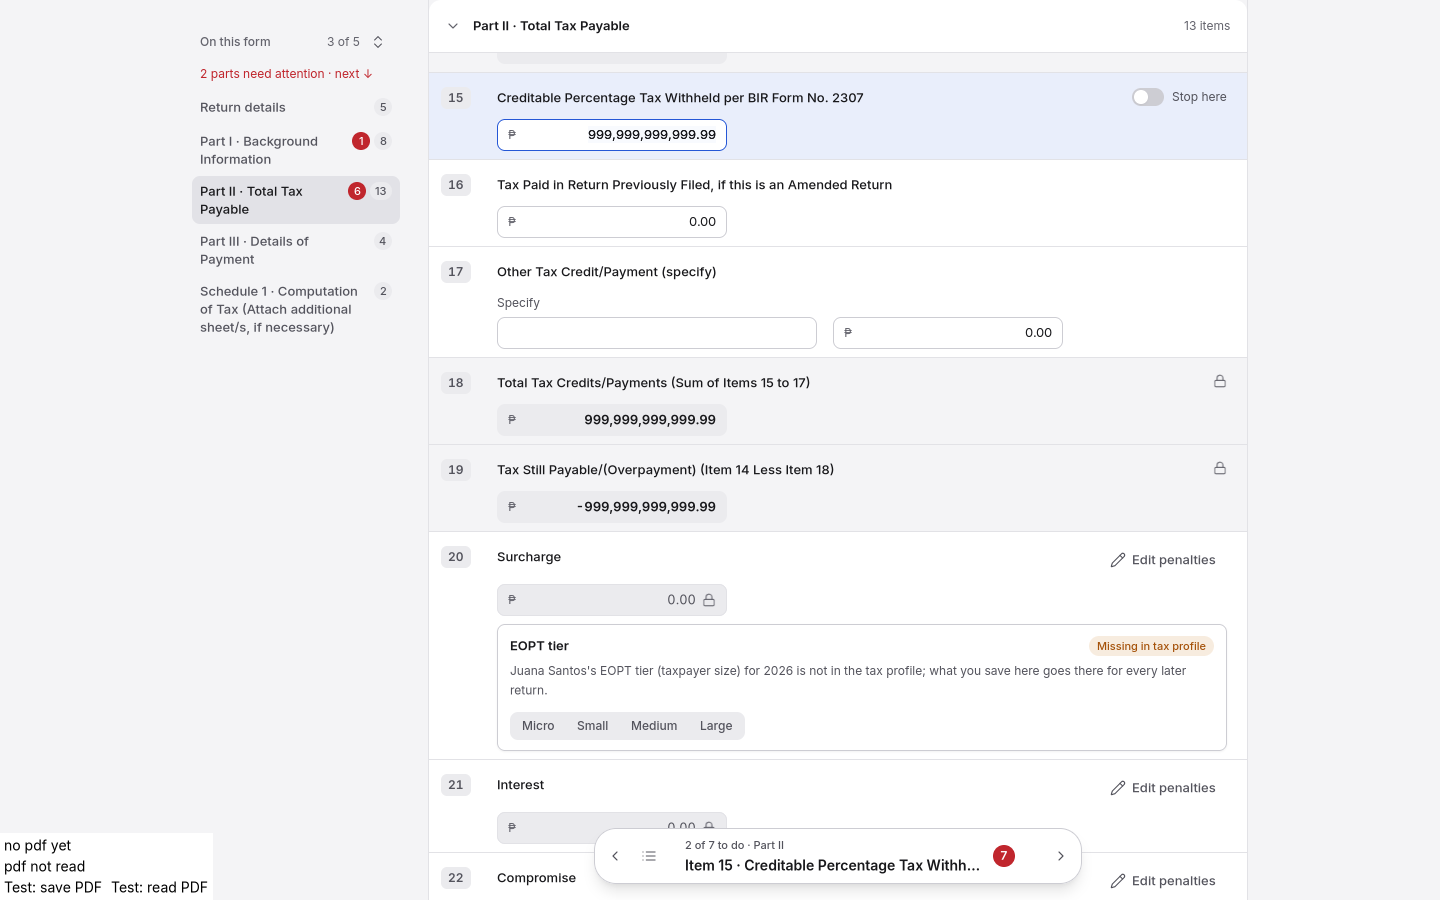 On this form
3 of 5
2 parts need attention · next ↓
Return details
5
Part I · Background Information
1
8
Part II · Total Tax Payable
6
13
Part III · Details of Payment
4
Schedule 1 · Computation of Tax (Attach additional sheet/s, if necessary)
2
Part II · Total Tax Payable
13 items
15
Creditable Percentage Tax Withheld per BIR Form No. 2307
Stop here
₱ 999,999,999,999.99
16
Tax Paid in Return Previously Filed, if this is an Amended Return
₱ 0.00
17
Other Tax Credit/Payment (specify)
Specify
₱ 0.00
18
Total Tax Credits/Payments (Sum of Items 15 to 17)
₱ 999,999,999,999.99
19
Tax Still Payable/(Overpayment) (Item 14 Less Item 18)
₱ -999,999,999,999.99
20
Surcharge
Edit penalties
₱ 0.00
EOPT tier
Missing in tax profile
Juana Santos's EOPT tier (taxpayer size) for 2026 is not in the tax profile; what you save here goes there for every later
return.
Micro Small Medium Large
21
Interest
Edit penalties
₱ 0.00
22
Compromise
Edit penalties
2 of 7 to do · Part II
Item 15 · Creditable Percentage Tax Withh...
7
no pdf yet
pdf not read
Test: save PDF Test: read PDF